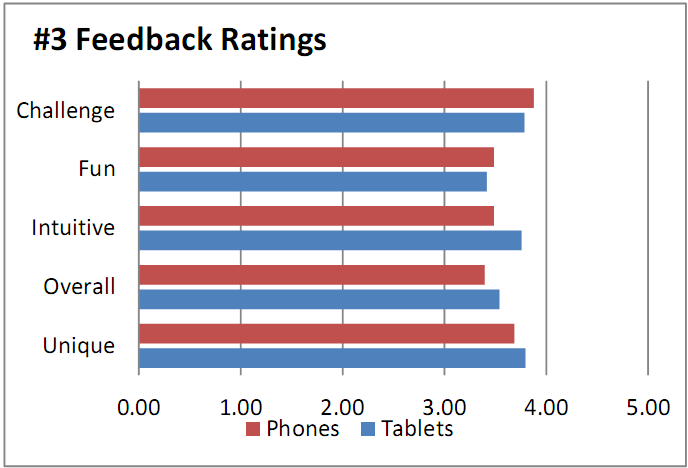 #3 Feedback Ratings
Challenge
Fun
Intuitive
Overall
Unique
0.00 1.00 2.00 3.00 4.00 5.00
Phones Tablets